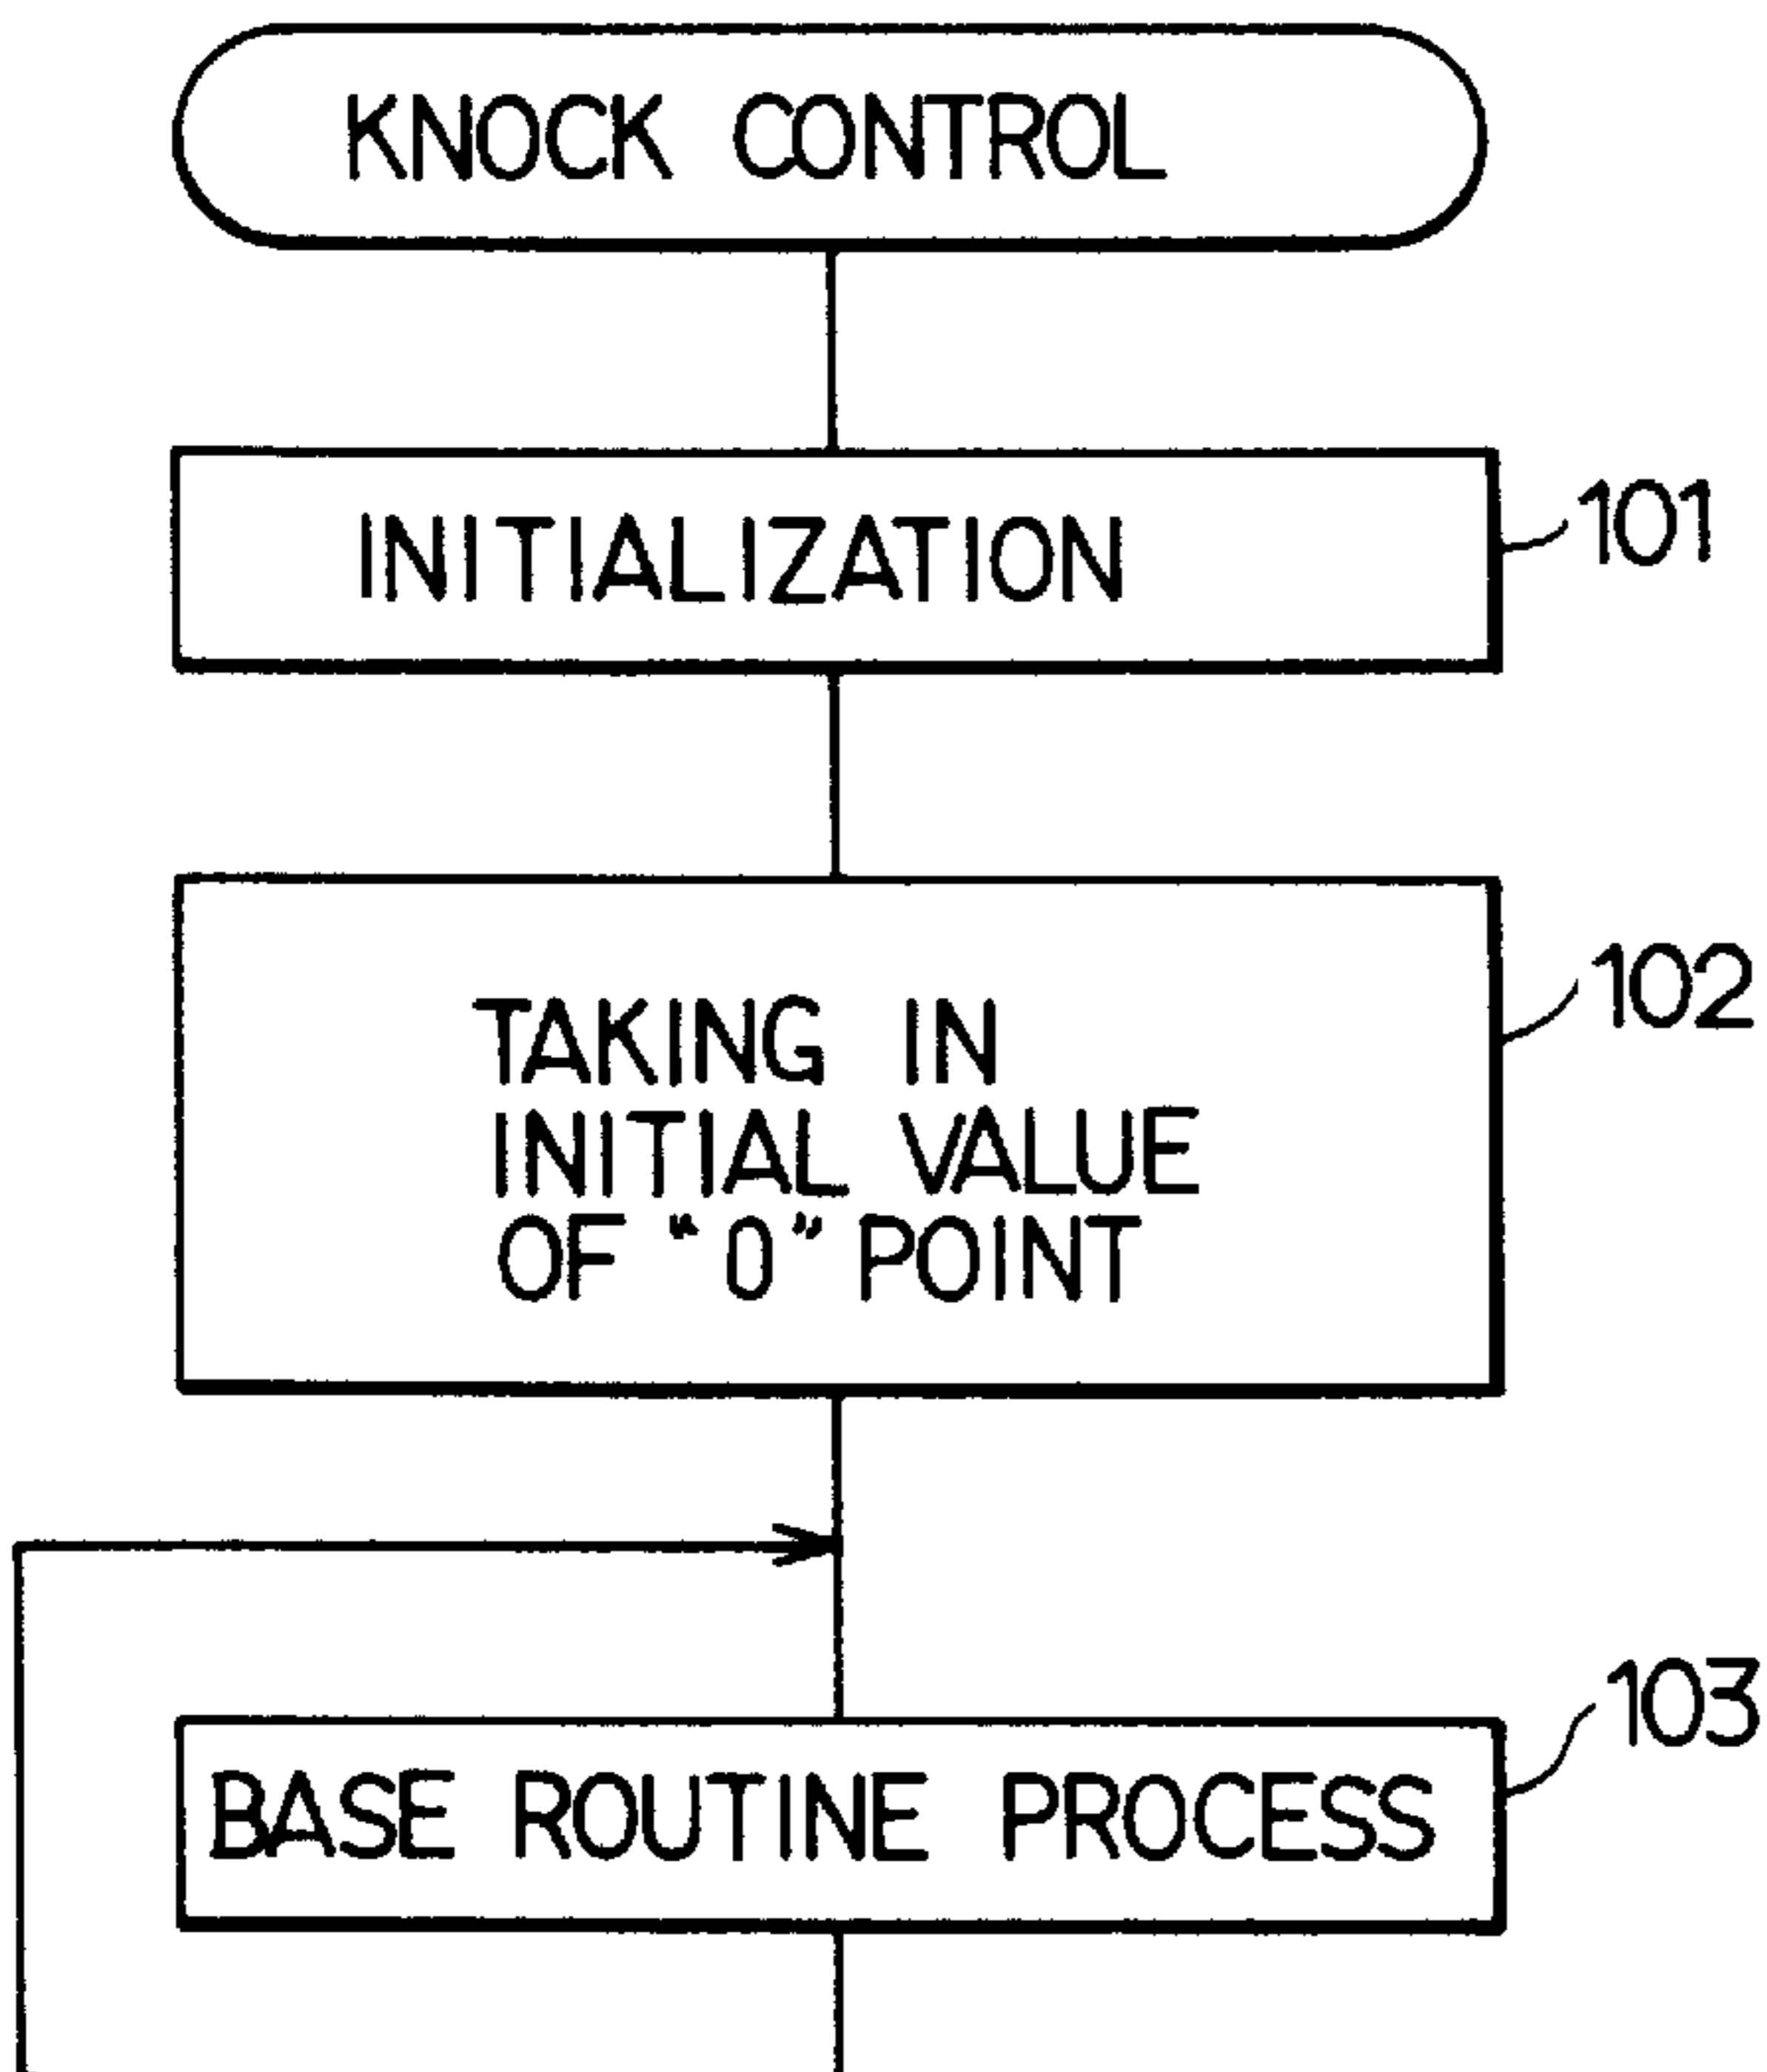 KNOCK CONTROL
INITIALIZATION
101
TAKING IN
INITIAL VALUE
OF “0” POINT
102
BASE ROUTINE PROCESS
103